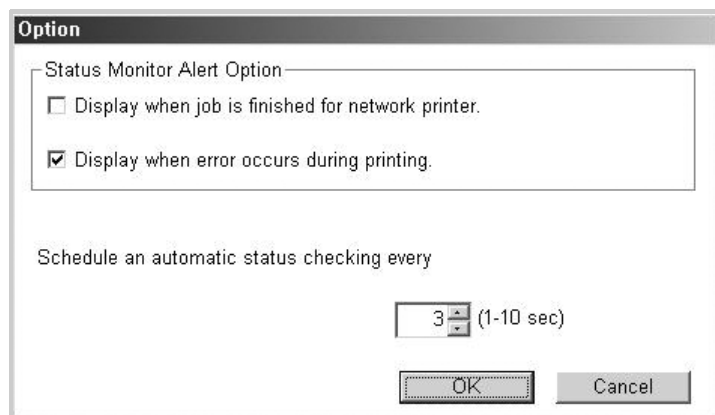 Option
Status Monitor Alert Option
Display when job is finished for network printer.
Display when error occurs during printing.
Schedule an automatic status checking every
3 (1-10 sec)
OK Cancel